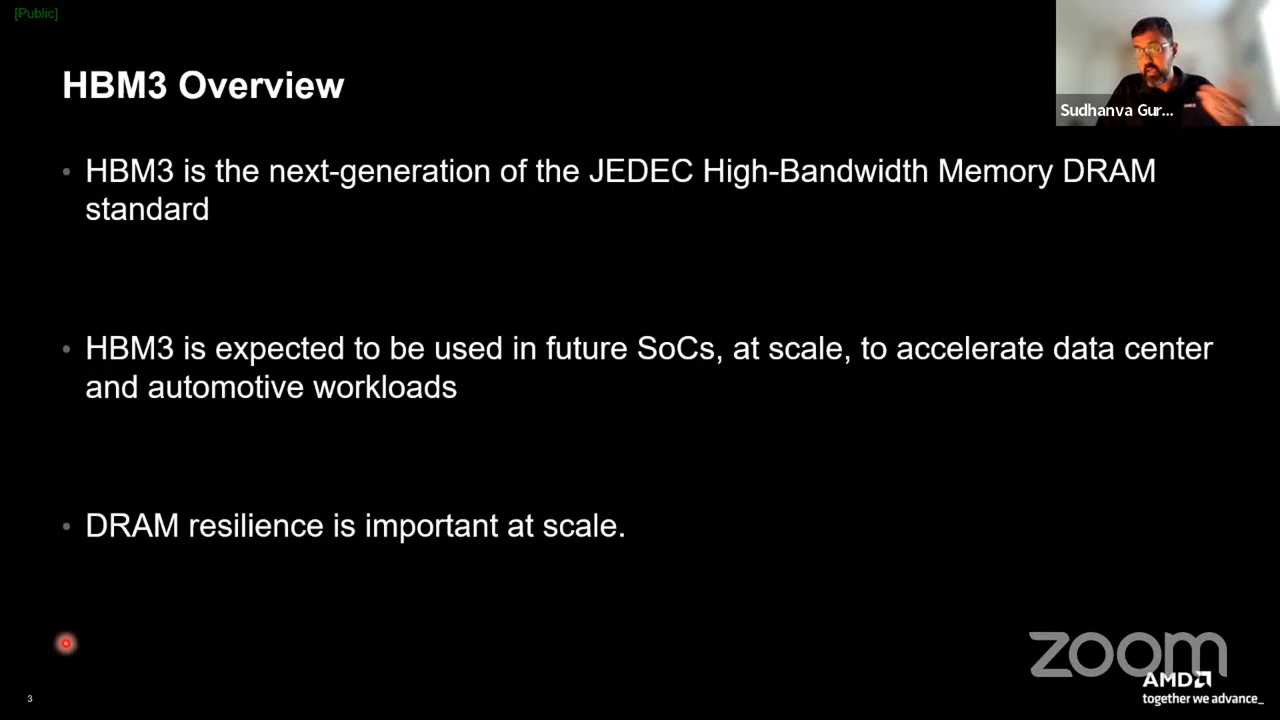 [Public]
HBM3 Overview
Sudhanva Gur...
• HBM3 is the next-generation of the JEDEC High-Bandwidth Memory DRAM
standard
• HBM3 is expected to be used in future SoCs, at scale, to accelerate data center
and automotive workloads
• DRAM resilience is important at scale.
zoom
AMD
together we advance_
3